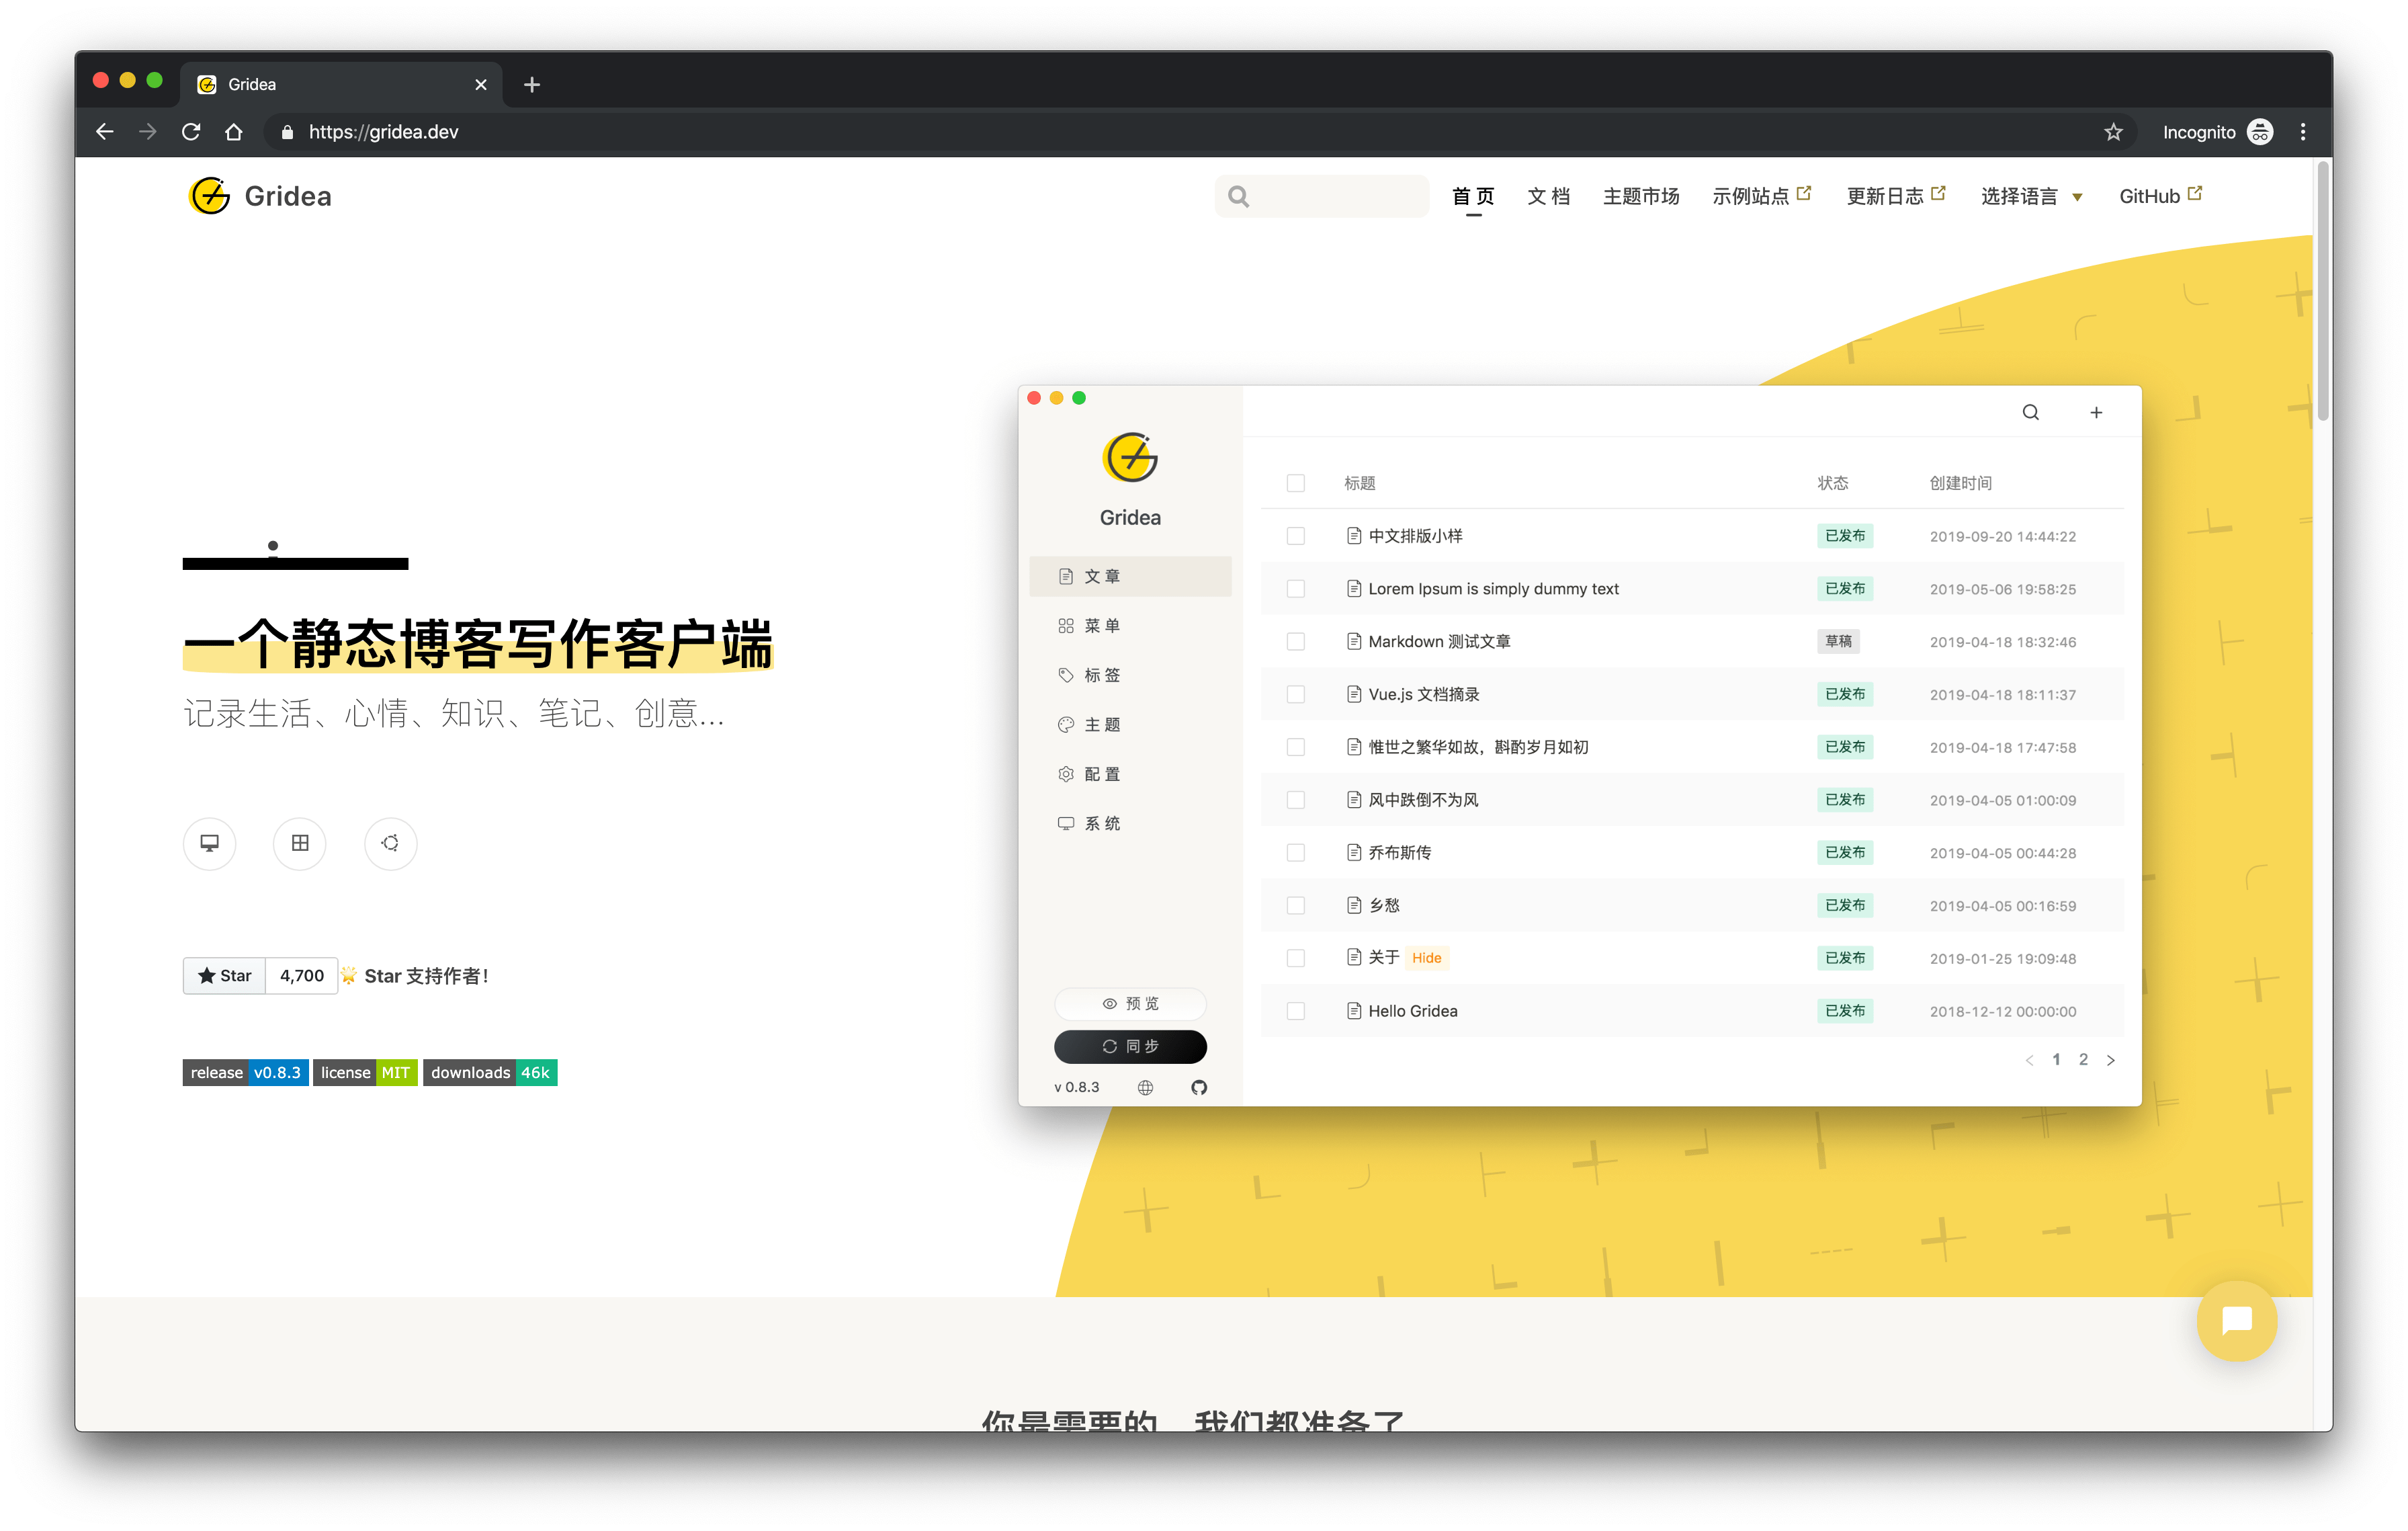 Gridea
https://gridea.dev
Incognito
Gridea
首页 文档 主题市场 示例站点 更新日志 选择语言 GitHub
一个静态博客写作客户端
记录生活、心情、知识、笔记、创意...
Star 4,700 Star 支持作者！
release v0.8.3 license MIT downloads 46k
Gridea
文章
菜单
标签
主题
配置
系统
预览
同步
v 0.8.3
标题 状态 创建时间
中文排版小样 已发布 2019-09-20 14:44:22
Lorem Ipsum is simply dummy text 已发布 2019-05-06 19:58:25
Markdown 测试文章 草稿 2019-04-18 18:32:46
Vue.js 文档摘录 已发布 2019-04-18 18:11:37
惟世之繁华如故，斟酌岁月如初 已发布 2019-04-18 17:47:58
风中跌倒不为风 已发布 2019-04-05 01:00:09
乔布斯传 已发布 2019-04-05 00:44:28
乡愁 已发布 2019-04-05 00:16:59
关于 Hide 已发布 2019-01-25 19:09:48
Hello Gridea 已发布 2018-12-12 00:00:00
< 1 2 >
你最需要的，我们都准备了